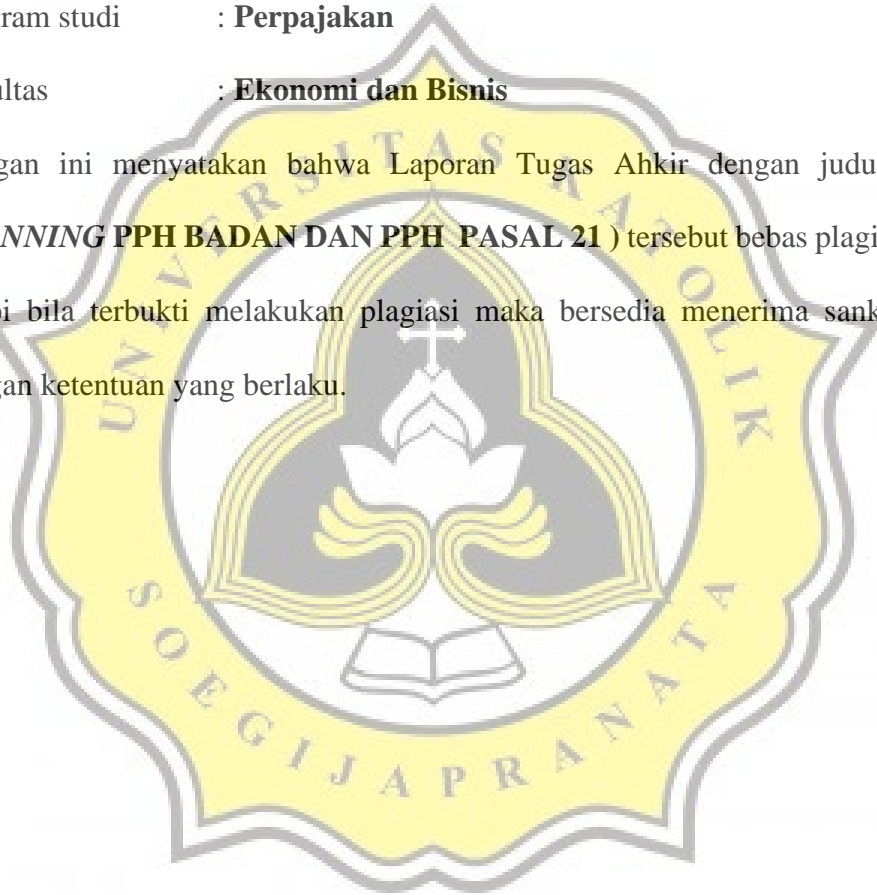 ram studi : Perpajakan
ltas : Ekonomi dan Bisnis
gan ini menyatakan bahwa Laporan Tugas Ahkir dengan judu
NNING PPH BADAN DAN PPH PASAL 21 ) tersebut bebas plagi
i bila terbukti melakukan plagiasi maka bersedia menerima sank
gan ketentuan yang berlaku.
UNIVERSITAS KATOLIK
SOEGIJAPRANATA